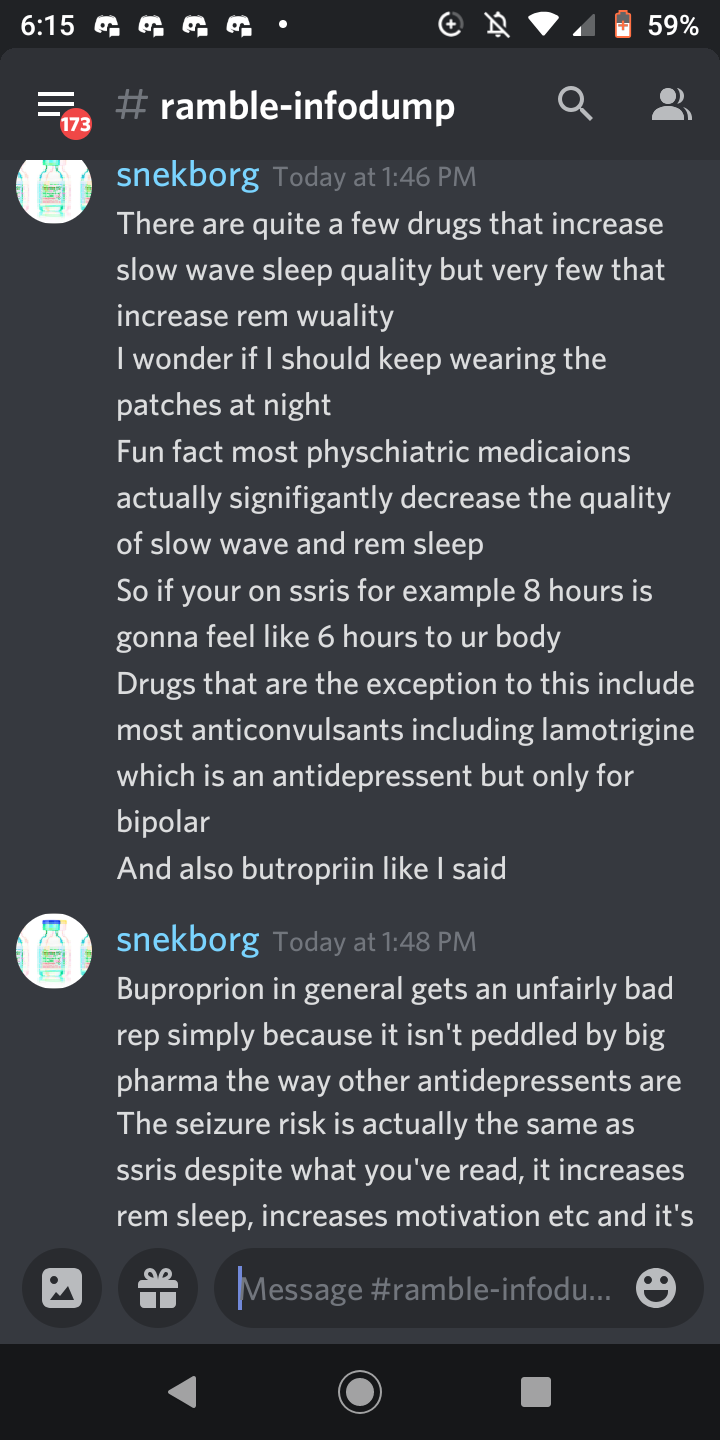 6:15
59%
# ramble-infodump
173
snekborg Today at 1:46 PM
There are quite a few drugs that increase
slow wave sleep quality but very few that
increase rem wuality
I wonder if I should keep wearing the
patches at night
Fun fact most physchiatric medicaions
actually signifigantly decrease the quality
of slow wave and rem sleep
So if your on ssris for example 8 hours is
gonna feel like 6 hours to ur body
Drugs that are the exception to this include
most anticonvulsants including lamotrigine
which is an antidepressent but only for
bipolar
And also butropriin like I said
snekborg Today at 1:48 PM
Buproprion in general gets an unfairly bad
rep simply because it isn't peddled by big
pharma the way other antidepressents are
The seizure risk is actually the same as
ssris despite what you've read, it increases
rem sleep, increases motivation etc and it's
Message #ramble-infodu...